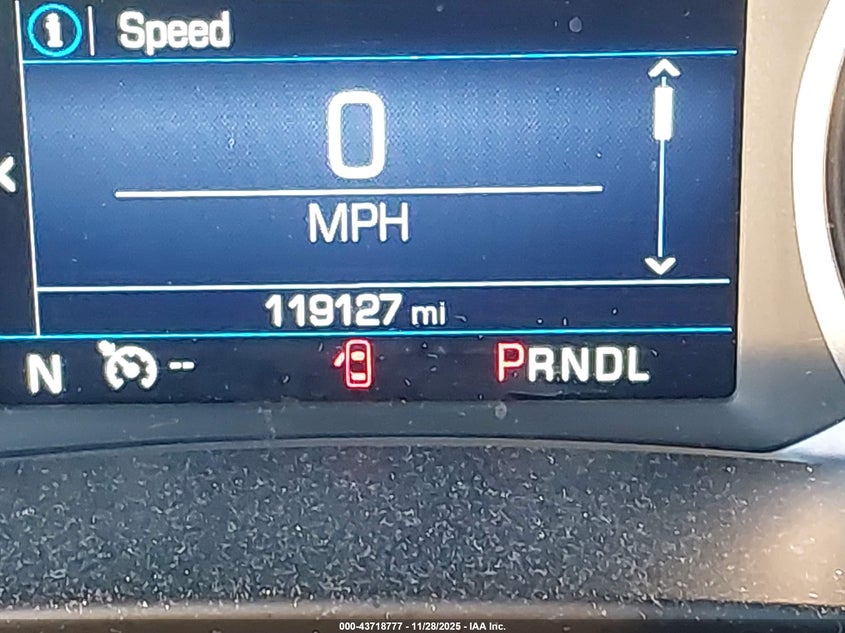 i Speed
0
MPH
119127 mi
N -- PRNDL
000-43718777 - 11/28/2025 - IAA Inc.